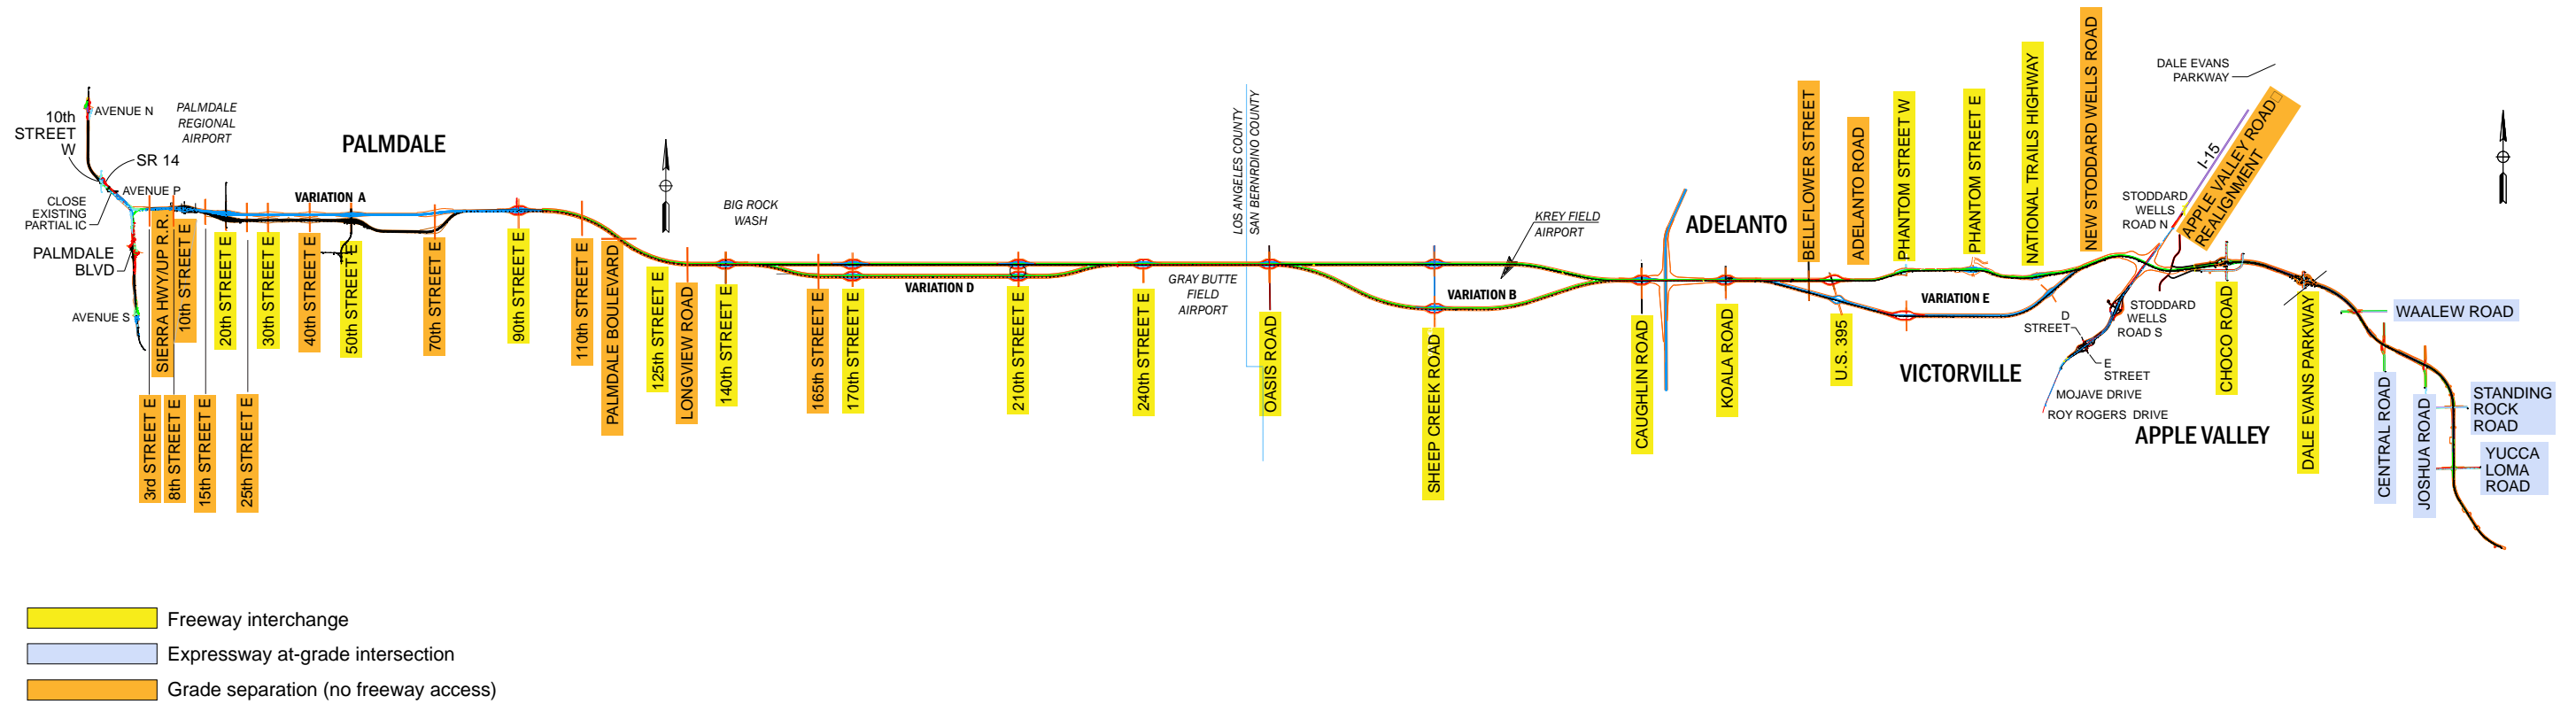 AVENUE N
10th
STREET
W
PALMDALE
REGIONAL
AIRPORT
SR 14
AVENUE P
CLOSE
EXISTING
PARTIAL IC
PALMDALE
BLVD
AVENUE S
PALMDALE
VARIATION A
3rd STREET E
SIERRA HWY/UP R.R.
8th STREET E
10th STREET E
15th STREET E
20th STREET E
25th STREET E
30th STREET E
40th STREET E
50th STREET E
70th STREET E
90th STREET E
110th STREET E
PALMDALE BOULEVARD
125th STREET E
LONGVIEW ROAD
140th STREET E
BIG ROCK
WASH
165th STREET E
170th STREET E
VARIATION D
210th STREET E
240th STREET E
GRAY BUTTE
FIELD
AIRPORT
LOS ANGELES COUNTY
SAN BERNRDINO COUNTY
OASIS ROAD
SHEEP CREEK ROAD
VARIATION B
KREY FIELD
AIRPORT
CAUGHLIN ROAD
ADELANTO
KOALA ROAD
BELLFLOWER STREET
U.S. 395
ADELANTO ROAD
PHANTOM STREET W
VARIATION E
PHANTOM STREET E
NATIONAL TRAILS HIGHWAY
NEW STODDARD WELLS ROAD
VICTORVILLE
DALE EVANS
PARKWAY
I-15
STODDARD
WELLS
ROAD N
APPLE VALLEY ROAD
REALIGNMENT
STODDARD
WELLS
ROAD S
D
STREET
E
STREET
MOJAVE DRIVE
ROY ROGERS DRIVE
APPLE VALLEY
CHOCO ROAD
DALE EVANS PARKWAY
WAALEW ROAD
CENTRAL ROAD
JOSHUA ROAD
STANDING
ROCK
ROAD
YUCCA
LOMA
ROAD
Freeway interchange
Expressway at-grade intersection
Grade separation (no freeway access)